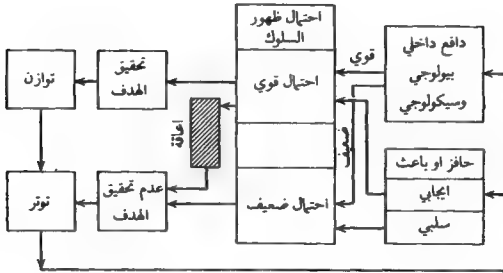 احتمال ظهور
السلوك
دافع داخلي
بيولوجي
وسيكولوجي
قوي
احتمال قوي
تحقيق
الهدف
توازن
اعاقة
ضعيف
حافز او باعث
ايجابي
سلبي
احتمال ضعيف
عدم تحقيق
الهدف
توتر